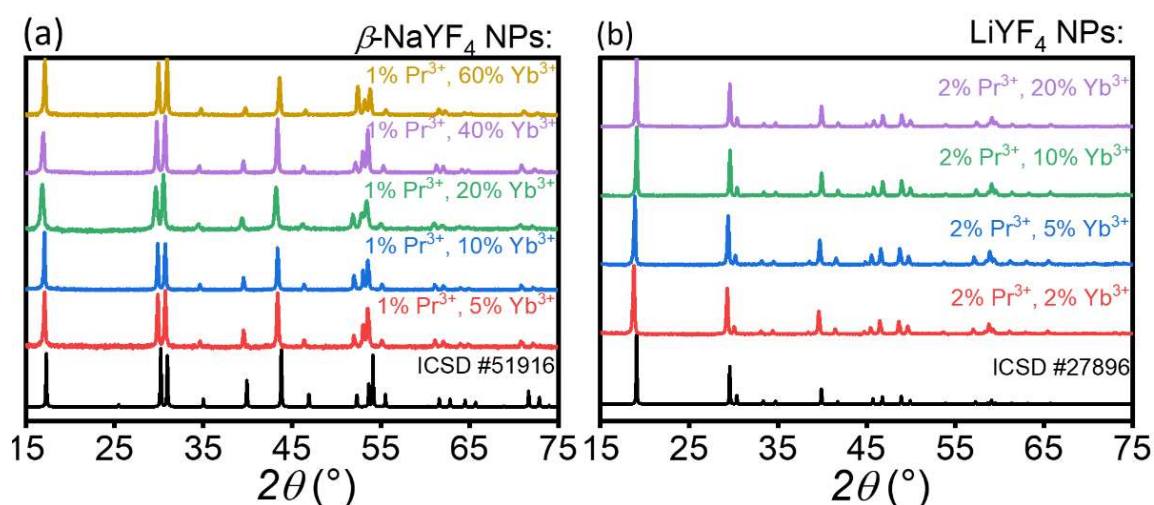 (a)
β-NaYF4 NPs:
1% Pr3+, 60% Yb3+
1% Pr3+, 40% Yb3+
1% Pr3+, 20% Yb3+
1% Pr3+, 10% Yb3+
1% Pr3+, 5% Yb3+
ICSD #51916
15 25 35 45 55 65 75
2θ (°)
(b)
LiYF4 NPs:
2% Pr3+, 20% Yb3+
2% Pr3+, 10% Yb3+
2% Pr3+, 5% Yb3+
2% Pr3+, 2% Yb3+
ICSD #27896
15 25 35 45 55 65 75
2θ (°)